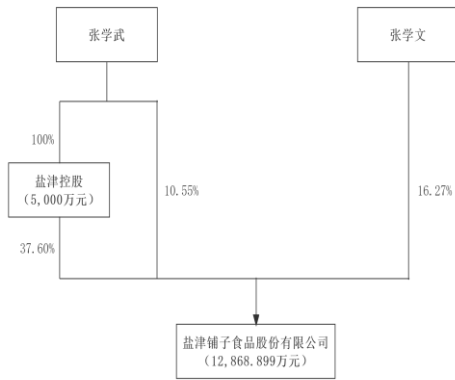 张学武
张学文
100%
盐津控股
（5,000万元）
10.55%
16.27%
37.60%
盐津铺子食品股份有限公司
（12,868.899万元）